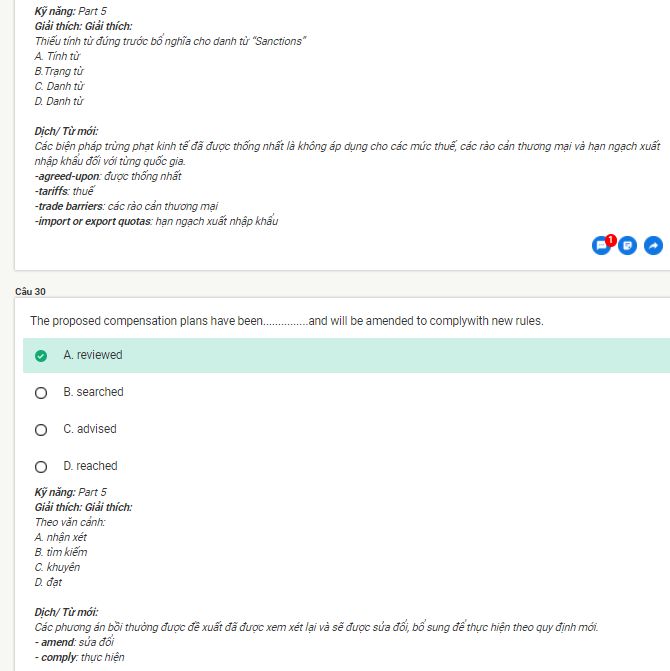 Kỹ năng: Part 5
Giải thích: Giải thích:
Thiếu tính từ đứng trước bổ nghĩa cho danh từ "Sanctions"
A. Tính từ
B.Trạng từ
C. Danh từ
D. Danh từ
Dịch/ Từ mới:
Các biện pháp trừng phạt kinh tế đã được thống nhất là không áp dụng cho các mức thuế, các rào cản thương mại và hạn ngạch xuất
nhập khẩu đối với từng quốc gia.
-agreed-upon: được thống nhất
-tariffs: thuế
-trade barriers: các rào cản thương mại
-import or export quotas: hạn ngạch xuất nhập khẩu
1
Câu 30
The proposed compensation plans have been..............and will be amended to complywith new rules.
A. reviewed
B. searched
C. advised
D. reached
Kỹ năng: Part 5
Giải thích: Giải thích:
Theo văn cảnh:
A. nhận xét
B. tìm kiếm
C. khuyên
D. đạt
Dịch/ Từ mới:
Các phương án bồi thường được đề xuất đã được xem xét lại và sẽ được sửa đổi, bổ sung để thực hiện theo quy định mới.
- amend: sửa đổi
- comply: thực hiện